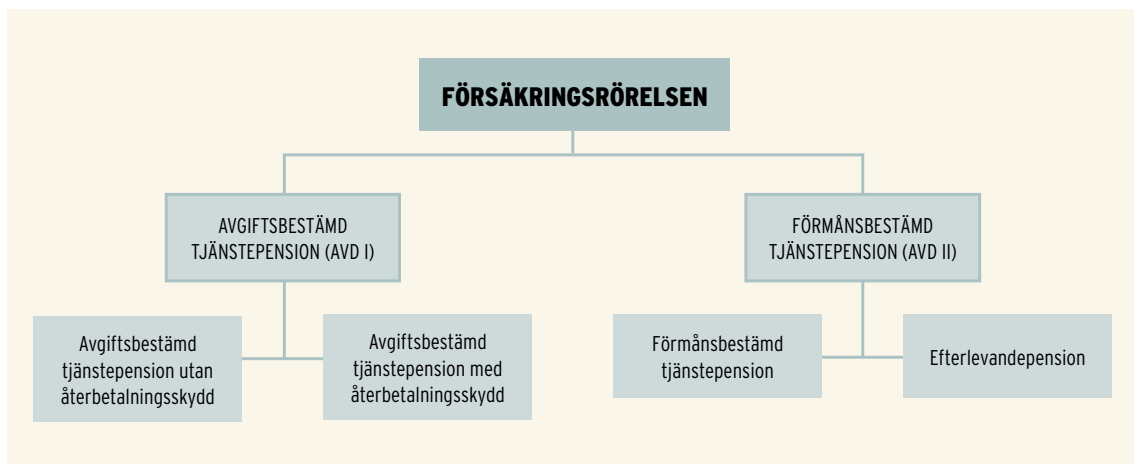 FÖRSÄKRINGSRÖRELSEN
AVGIFTSBESTÄMD
TJÄNSTEPENSION (AVD I)
FÖRMÅNSBESTÄMD
TJÄNSTEPENSION (AVD II)
Avgiftsbestämd
tjänstepension utan
återbetalningsskydd
Avgiftsbestämd
tjänstepension med
återbetalningsskydd
Förmånsbestämd
tjänstepension
Efterlevandepension